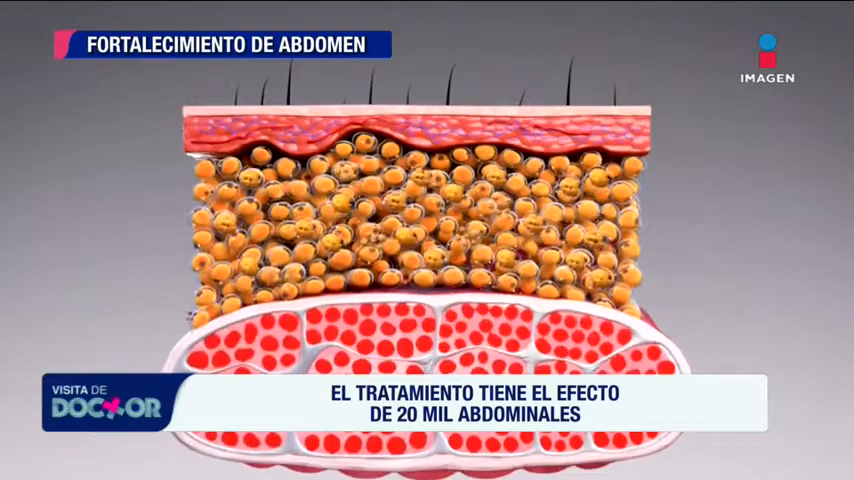 FORTALECIMIENTO DE ABDOMEN
IMAGEN
VISITA DE
DOCTOR
EL TRATAMIENTO TIENE EL EFECTO
DE 20 MIL ABDOMINALES